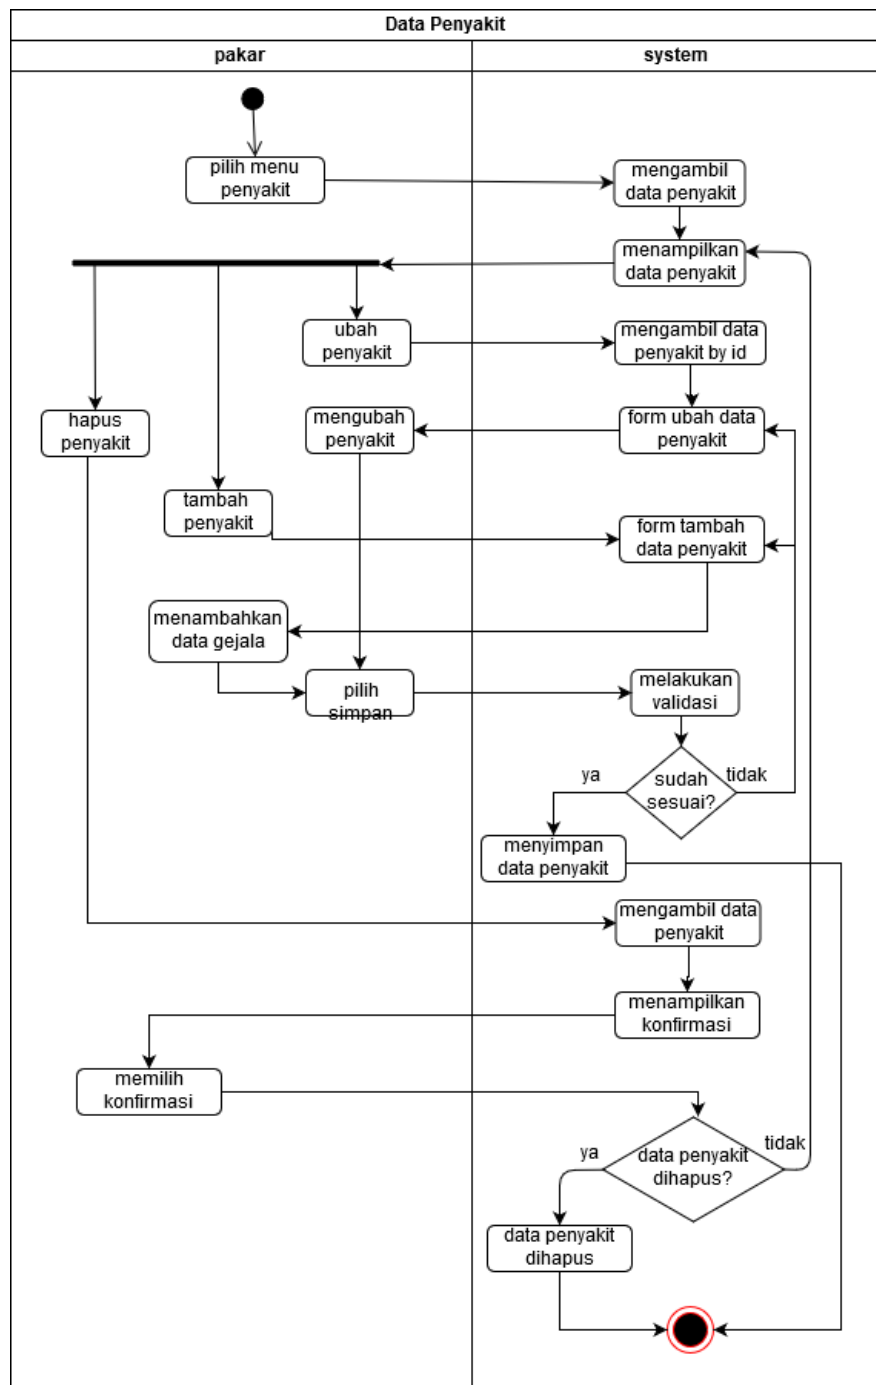 Data Penyakit
pakar
system
pilih menu
penyakit
mengambil
data penyakit
menampilkan
data penyakit
ubah
penyakit
mengambil data
penyakit by id
hapus
penyakit
mengubah
penyakit
form ubah data
penyakit
tambah
penyakit
form tambah
data penyakit
menambahkan
data gejala
pilih
simpan
melakukan
validasi
ya
sudah
sesuai?
tidak
menyimpan
data penyakit
mengambil data
penyakit
menampilkan
konfirmasi
memilih
konfirmasi
ya
data penyakit
dihapus?
tidak
data penyakit
dihapus